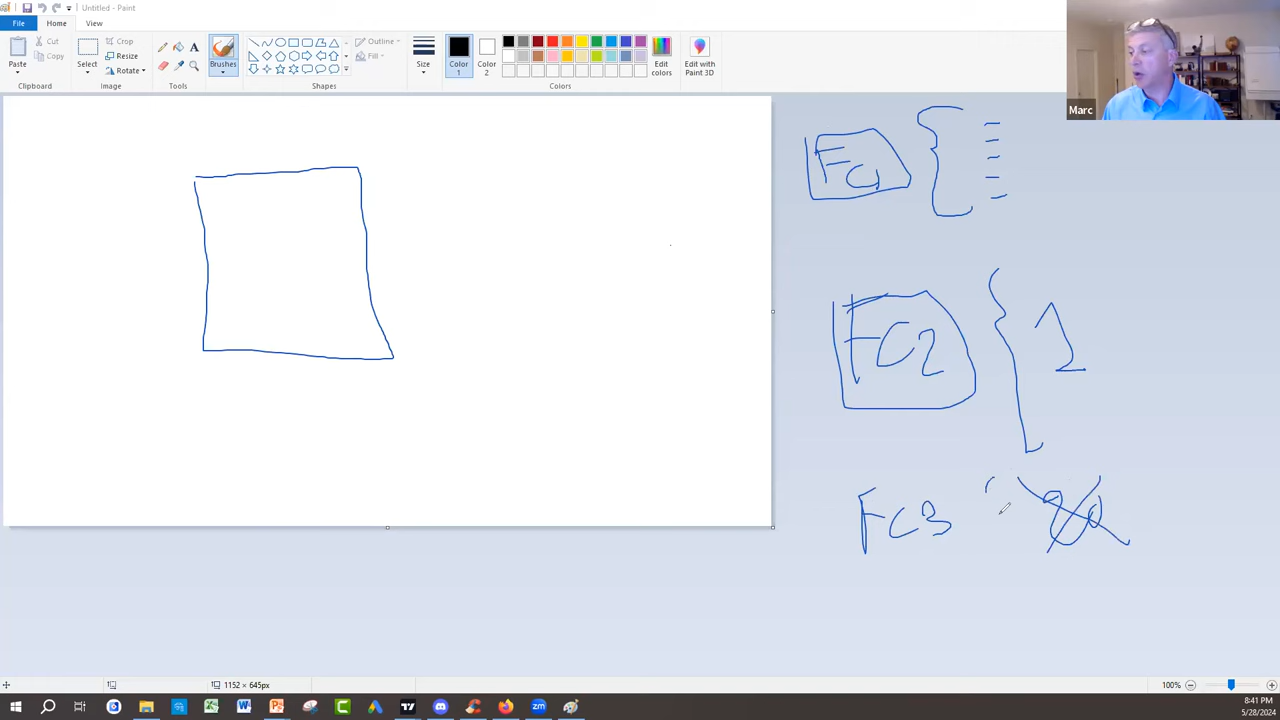 Untitled - Paint
File Home View
Paste
Cut
Copy
Clipboard
Select
Crop
Resize
Rotate
Image
A
Tools
Brushes
Shapes
Outline
Fill
Size
Color 1
Color 2
Edit colors
Colors
Edit with Paint 3D
Marc
FC1
FC2
1
2
FC3
1152 × 645px
100%
8:41 PM
5/28/2024